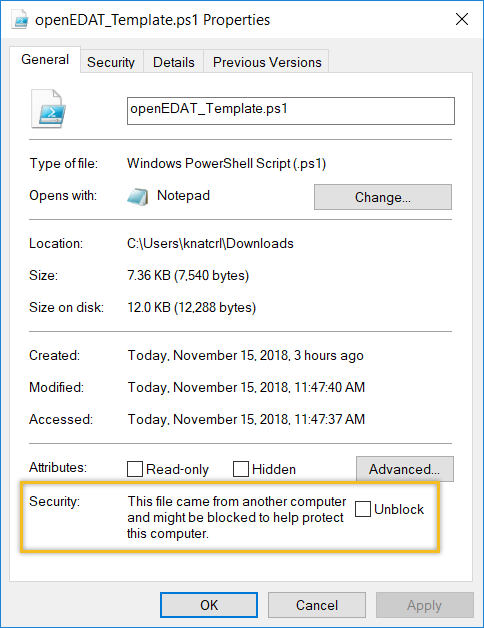 openEDAT_Template.ps1 Properties
General Security Details Previous Versions
openEDAT_Template.ps1
Type of file: Windows PowerShell Script (.ps1)
Opens with: Notepad Change...
Location: C:\Users\knatcrl\Downloads
Size: 7.36 KB (7,540 bytes)
Size on disk: 12.0 KB (12,288 bytes)
Created: Today, November 15, 2018, 3 hours ago
Modified: Today, November 15, 2018, 11:47:40 AM
Accessed: Today, November 15, 2018, 11:47:37 AM
Attributes: Read-only Hidden Advanced...
Security: This file came from another computer
and might be blocked to help protect Unblock
this computer.
OK Cancel Apply